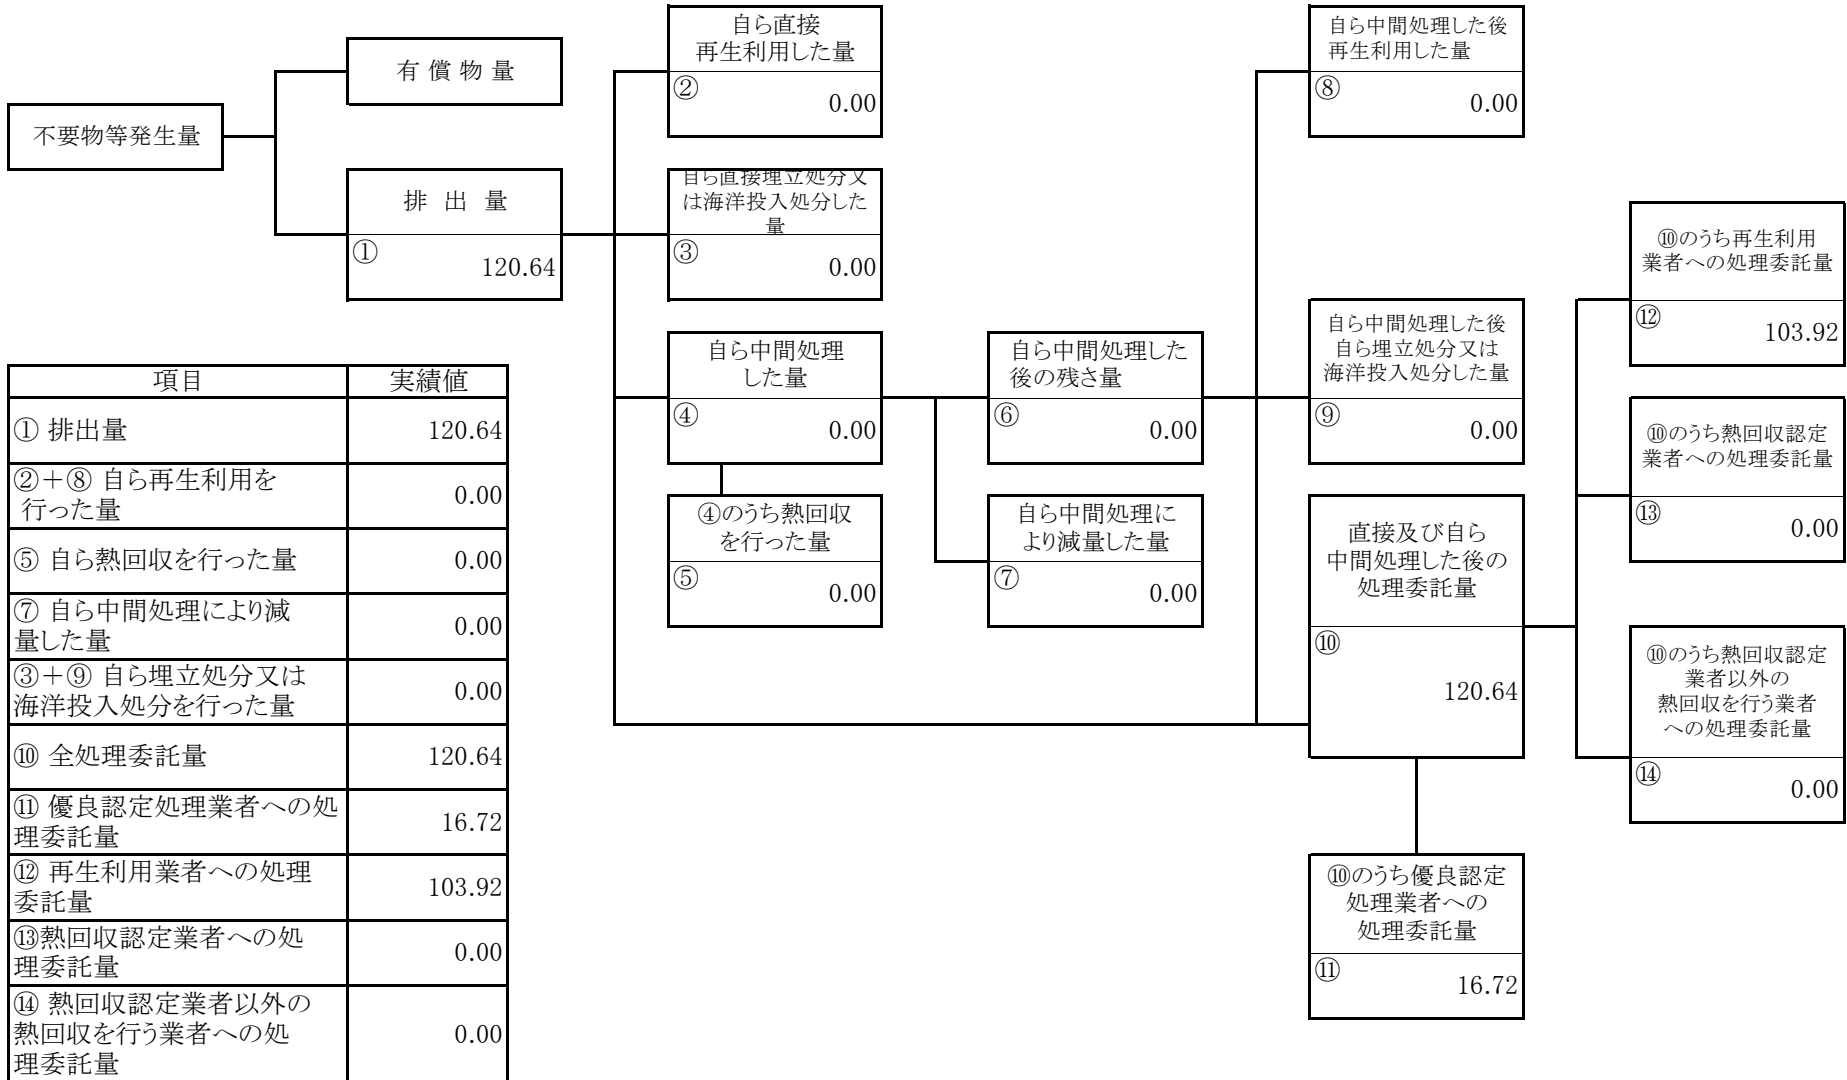 不要物等発生量
有 償 物 量
排 出 量
①
120.64
自ら直接
再生利用した量
②
0.00
自ら直接埋立処分又
は海洋投入処分した
量
③
0.00
自ら中間処理
した量
④
0.00
④のうち熱回収
を行った量
⑤
0.00
自ら中間処理した
後の残さ量
⑥
0.00
自ら中間処理に
より減量した量
⑦
0.00
自ら中間処理した後
再生利用した量
⑧
0.00
自ら中間処理した後
自ら埋立処分又は
海洋投入処分した量
⑨
0.00
直接及び自ら
中間処理した後の
処理委託量
⑩
120.64
⑩のうち優良認定
処理業者への
処理委託量
⑪
16.72
⑩のうち再生利用
業者への処理委託量
⑫
103.92
⑩のうち熱回収認定
業者への処理委託量
⑬
0.00
⑩のうち熱回収認定
業者以外の
熱回収を行う業者
への処理委託量
⑭
0.00
項目 実績値
① 排出量 120.64
②+⑧ 自ら再生利用を
行った量 0.00
⑤ 自ら熱回収を行った量 0.00
⑦ 自ら中間処理により減
量した量 0.00
③+⑨ 自ら埋立処分又は
海洋投入処分を行った量 0.00
⑩ 全処理委託量 120.64
⑪ 優良認定処理業者への処
理委託量 16.72
⑫ 再生利用業者への処理
委託量 103.92
⑬熱回収認定業者への処
理委託量 0.00
⑭ 熱回収認定業者以外の
熱回収を行う業者への処
理委託量 0.00